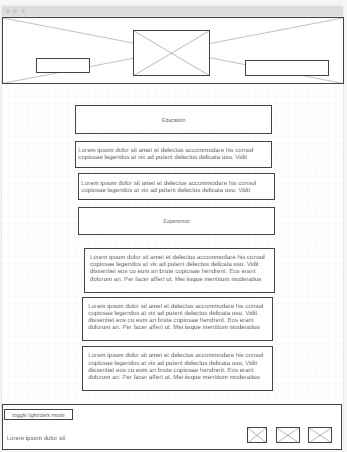 Education
Lorem ipsum dolor sit amet et delectus accommodare his consul
copiosae legendos at vix ad putent delectus delicata usu. Vidit
Lorem ipsum dolor sit amet et delectus accommodare his consul
copiosae legendos at vix ad putent delectus delicata usu. Vidit
Experience
Lorem ipsum dolor sit amet et delectus accommodare his consul
copiosae legendos at vix ad putent delectus delicata usu. Vidit
dissentiet eos cu eum an brute copiosae hendrerit. Eos erant
dolorum an. Per facer affert ut. Mei iisque mentitum moderatius
Lorem ipsum dolor sit amet et delectus accommodare his consul
copiosae legendos at vix ad putent delectus delicata usu. Vidit
dissentiet eos cu eum an brute copiosae hendrerit. Eos erant
dolorum an. Per facer affert ut. Mei iisque mentitum moderatius
Lorem ipsum dolor sit amet et delectus accommodare his consul
copiosae legendos at vix ad putent delectus delicata usu. Vidit
dissentiet eos cu eum an brute copiosae hendrerit. Eos erant
dolorum an. Per facer affert ut. Mei iisque mentitum moderatius
toggle light/dark mode
Lorem ipsum dolor sit